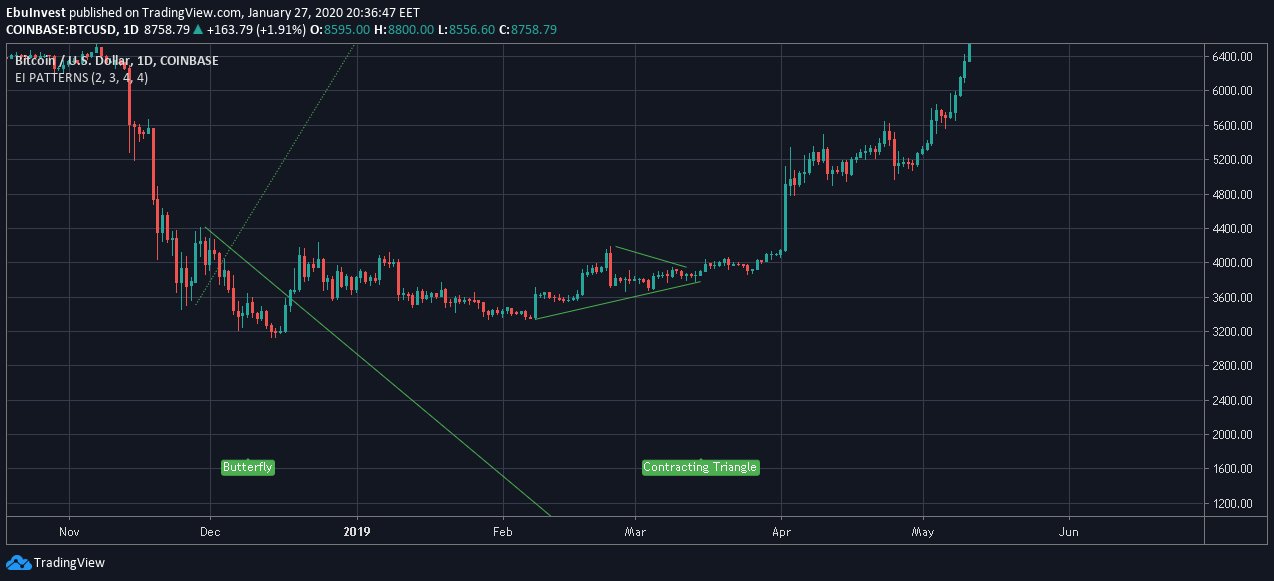 EbuInvest published on TradingView.com, January 27, 2020 20:36:47 EET
COINBASE:BTCUSD, 1D 8758.79 ▲ +163.79 (+1.91%) O:8595.00 H:8800.00 L:8556.60 C:8758.79
Bitcoin / U.S. Dollar, 1D, COINBASE
EI PATTERNS (2, 3, 4, 4)
6400.00
6000.00
5600.00
5200.00
4800.00
4400.00
4000.00
3600.00
3200.00
2800.00
2400.00
2000.00
1600.00
1200.00
Butterfly
Contracting Triangle
Nov Dec 2019 Feb Mar Apr May Jun
TradingView